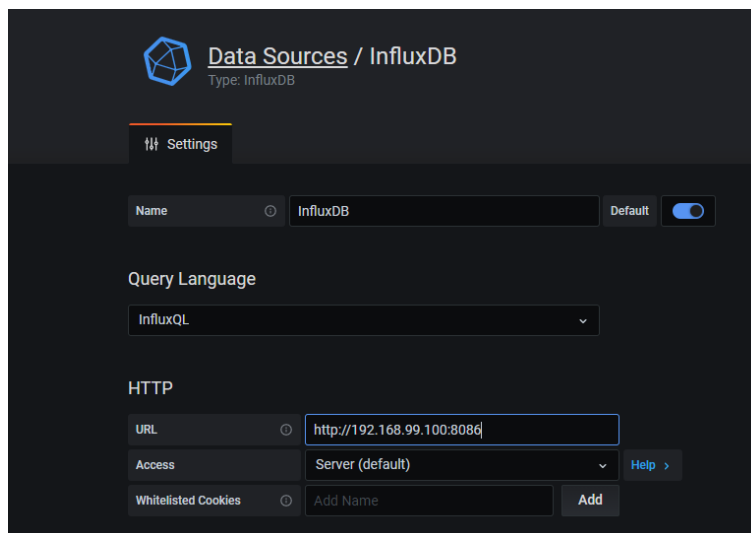 Data Sources / InfluxDB
Type: InfluxDB
Settings
Name InfluxDB Default
Query Language
InfluxQL
HTTP
URL http://192.168.99.100:8086
Access Server (default) Help >
Whitelisted Cookies Add Name Add